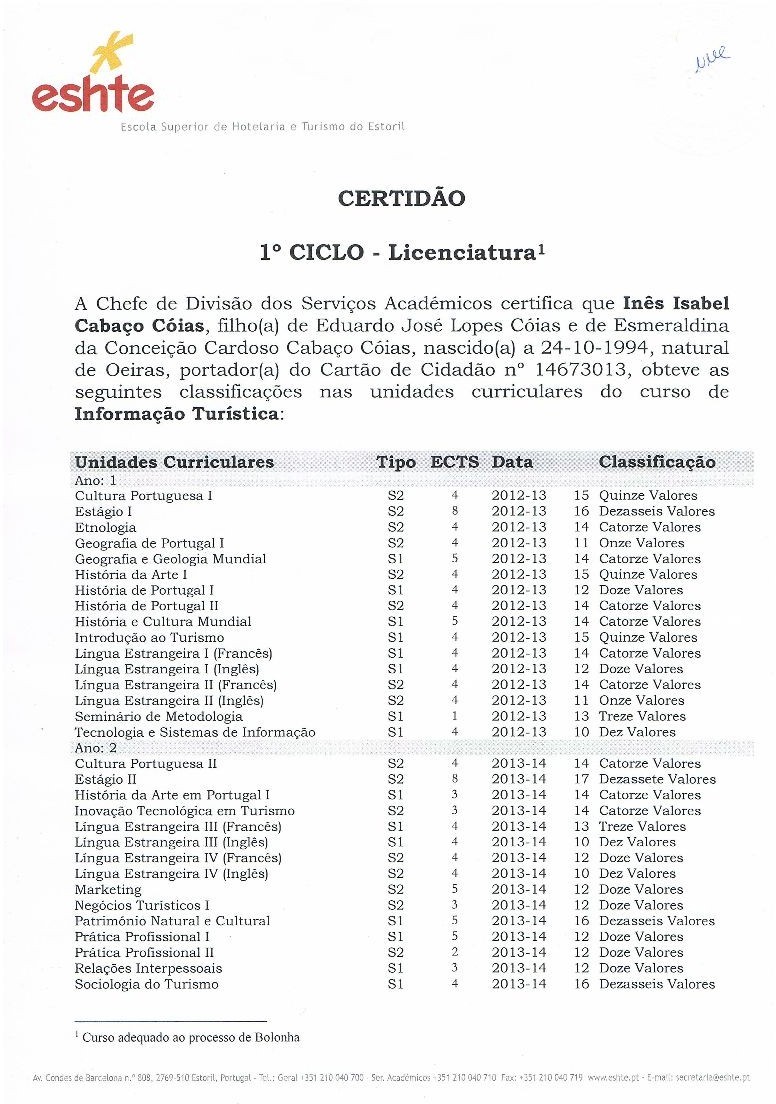 eshte
Escola Superior de Hotelaria e Turismo do Estoril
CERTIDÃO
1º CICLO - Licenciatura¹
A Chefe de Divisão dos Serviços Académicos certifica que Inês Isabel
Cabaço Cóias, filho(a) de Eduardo José Lopes Cóias e de Esmeraldina
da Conceição Cardoso Cabaço Cóias, nascido(a) a 24-10-1994, natural
de Oeiras, portador(a) do Cartão de Cidadão nº 14673013, obteve as
seguintes classificações nas unidades curriculares do curso de
Informação Turística:
Unidades Curriculares Tipo ECTS Data Classificação
Ano: 1
Cultura Portuguesa I S2 4 2012-13 15 Quinze Valores
Estágio I S2 8 2012-13 16 Dezasseis Valores
Etnologia S2 4 2012-13 14 Catorze Valores
Geografia de Portugal I S2 4 2012-13 11 Onze Valores
Geografia e Geologia Mundial S1 5 2012-13 14 Catorze Valores
História da Arte I S2 4 2012-13 15 Quinze Valores
História de Portugal I S1 4 2012-13 12 Doze Valores
História de Portugal II S2 4 2012-13 14 Catorze Valores
História e Cultura Mundial S1 5 2012-13 14 Catorze Valores
Introdução ao Turismo S1 4 2012-13 15 Quinze Valores
Língua Estrangeira I (Francês) S1 4 2012-13 14 Catorze Valores
Língua Estrangeira I (Inglês) S1 4 2012-13 12 Doze Valores
Língua Estrangeira II (Francês) S2 4 2012-13 14 Catorze Valores
Língua Estrangeira II (Inglês) S2 4 2012-13 11 Onze Valores
Seminário de Metodologia S1 1 2012-13 13 Treze Valores
Tecnologia e Sistemas de Informação S1 4 2012-13 10 Dez Valores
Ano: 2
Cultura Portuguesa II S2 4 2013-14 14 Catorze Valores
Estágio II S2 8 2013-14 17 Dezassete Valores
História da Arte em Portugal I S1 3 2013-14 14 Catorze Valores
Inovação Tecnológica em Turismo S2 3 2013-14 14 Catorze Valores
Língua Estrangeira III (Francês) S1 4 2013-14 13 Treze Valores
Língua Estrangeira III (Inglês) S1 4 2013-14 10 Dez Valores
Língua Estrangeira IV (Francês) S2 4 2013-14 12 Doze Valores
Língua Estrangeira IV (Inglês) S2 4 2013-14 10 Dez Valores
Marketing S2 5 2013-14 12 Doze Valores
Negócios Turísticos I S2 3 2013-14 12 Doze Valores
Património Natural e Cultural S1 5 2013-14 16 Dezasseis Valores
Prática Profissional I S1 5 2013-14 12 Doze Valores
Prática Profissional II S2 2 2013-14 12 Doze Valores
Relações Interpessoais S1 3 2013-14 12 Doze Valores
Sociologia do Turismo S1 4 2013-14 16 Dezasseis Valores
¹ Curso adequado ao processo de Bolonha
Av. Condes de Barcelona n.º 808, 2769-510 Estoril, Portugal - Tel.: Geral +351 210 040 700 - Ser. Académicos +351 210 040 710 Fax: +351 210 040 719 www.eshte.pt - E-mail: secretaria@eshte.pt